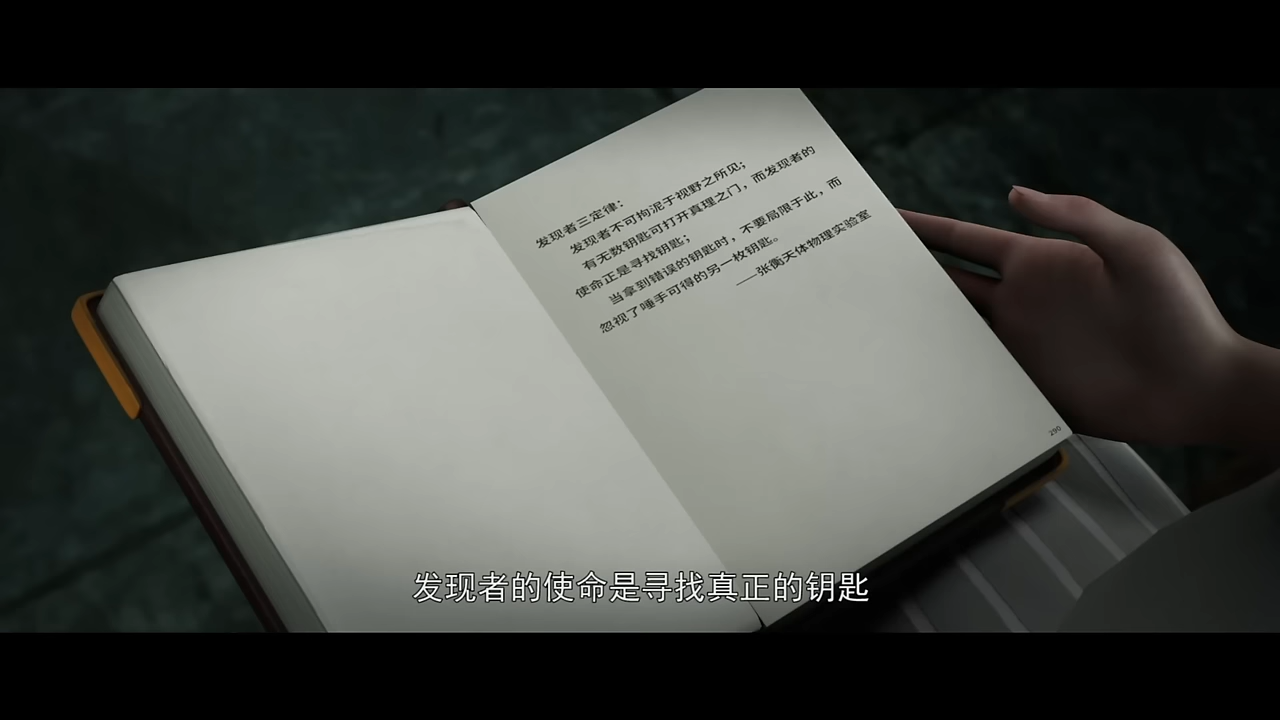 发现者三定律：
发现者不可拘泥于视野之所见；
有无数钥匙可打开真理之门，而发现者的
使命正是寻找钥匙；
当拿到错误的钥匙时，不要局限于此，而
忽视了唾手可得的另一枚钥匙。
——张衡天体物理实验室
290
发现者的使命是寻找真正的钥匙